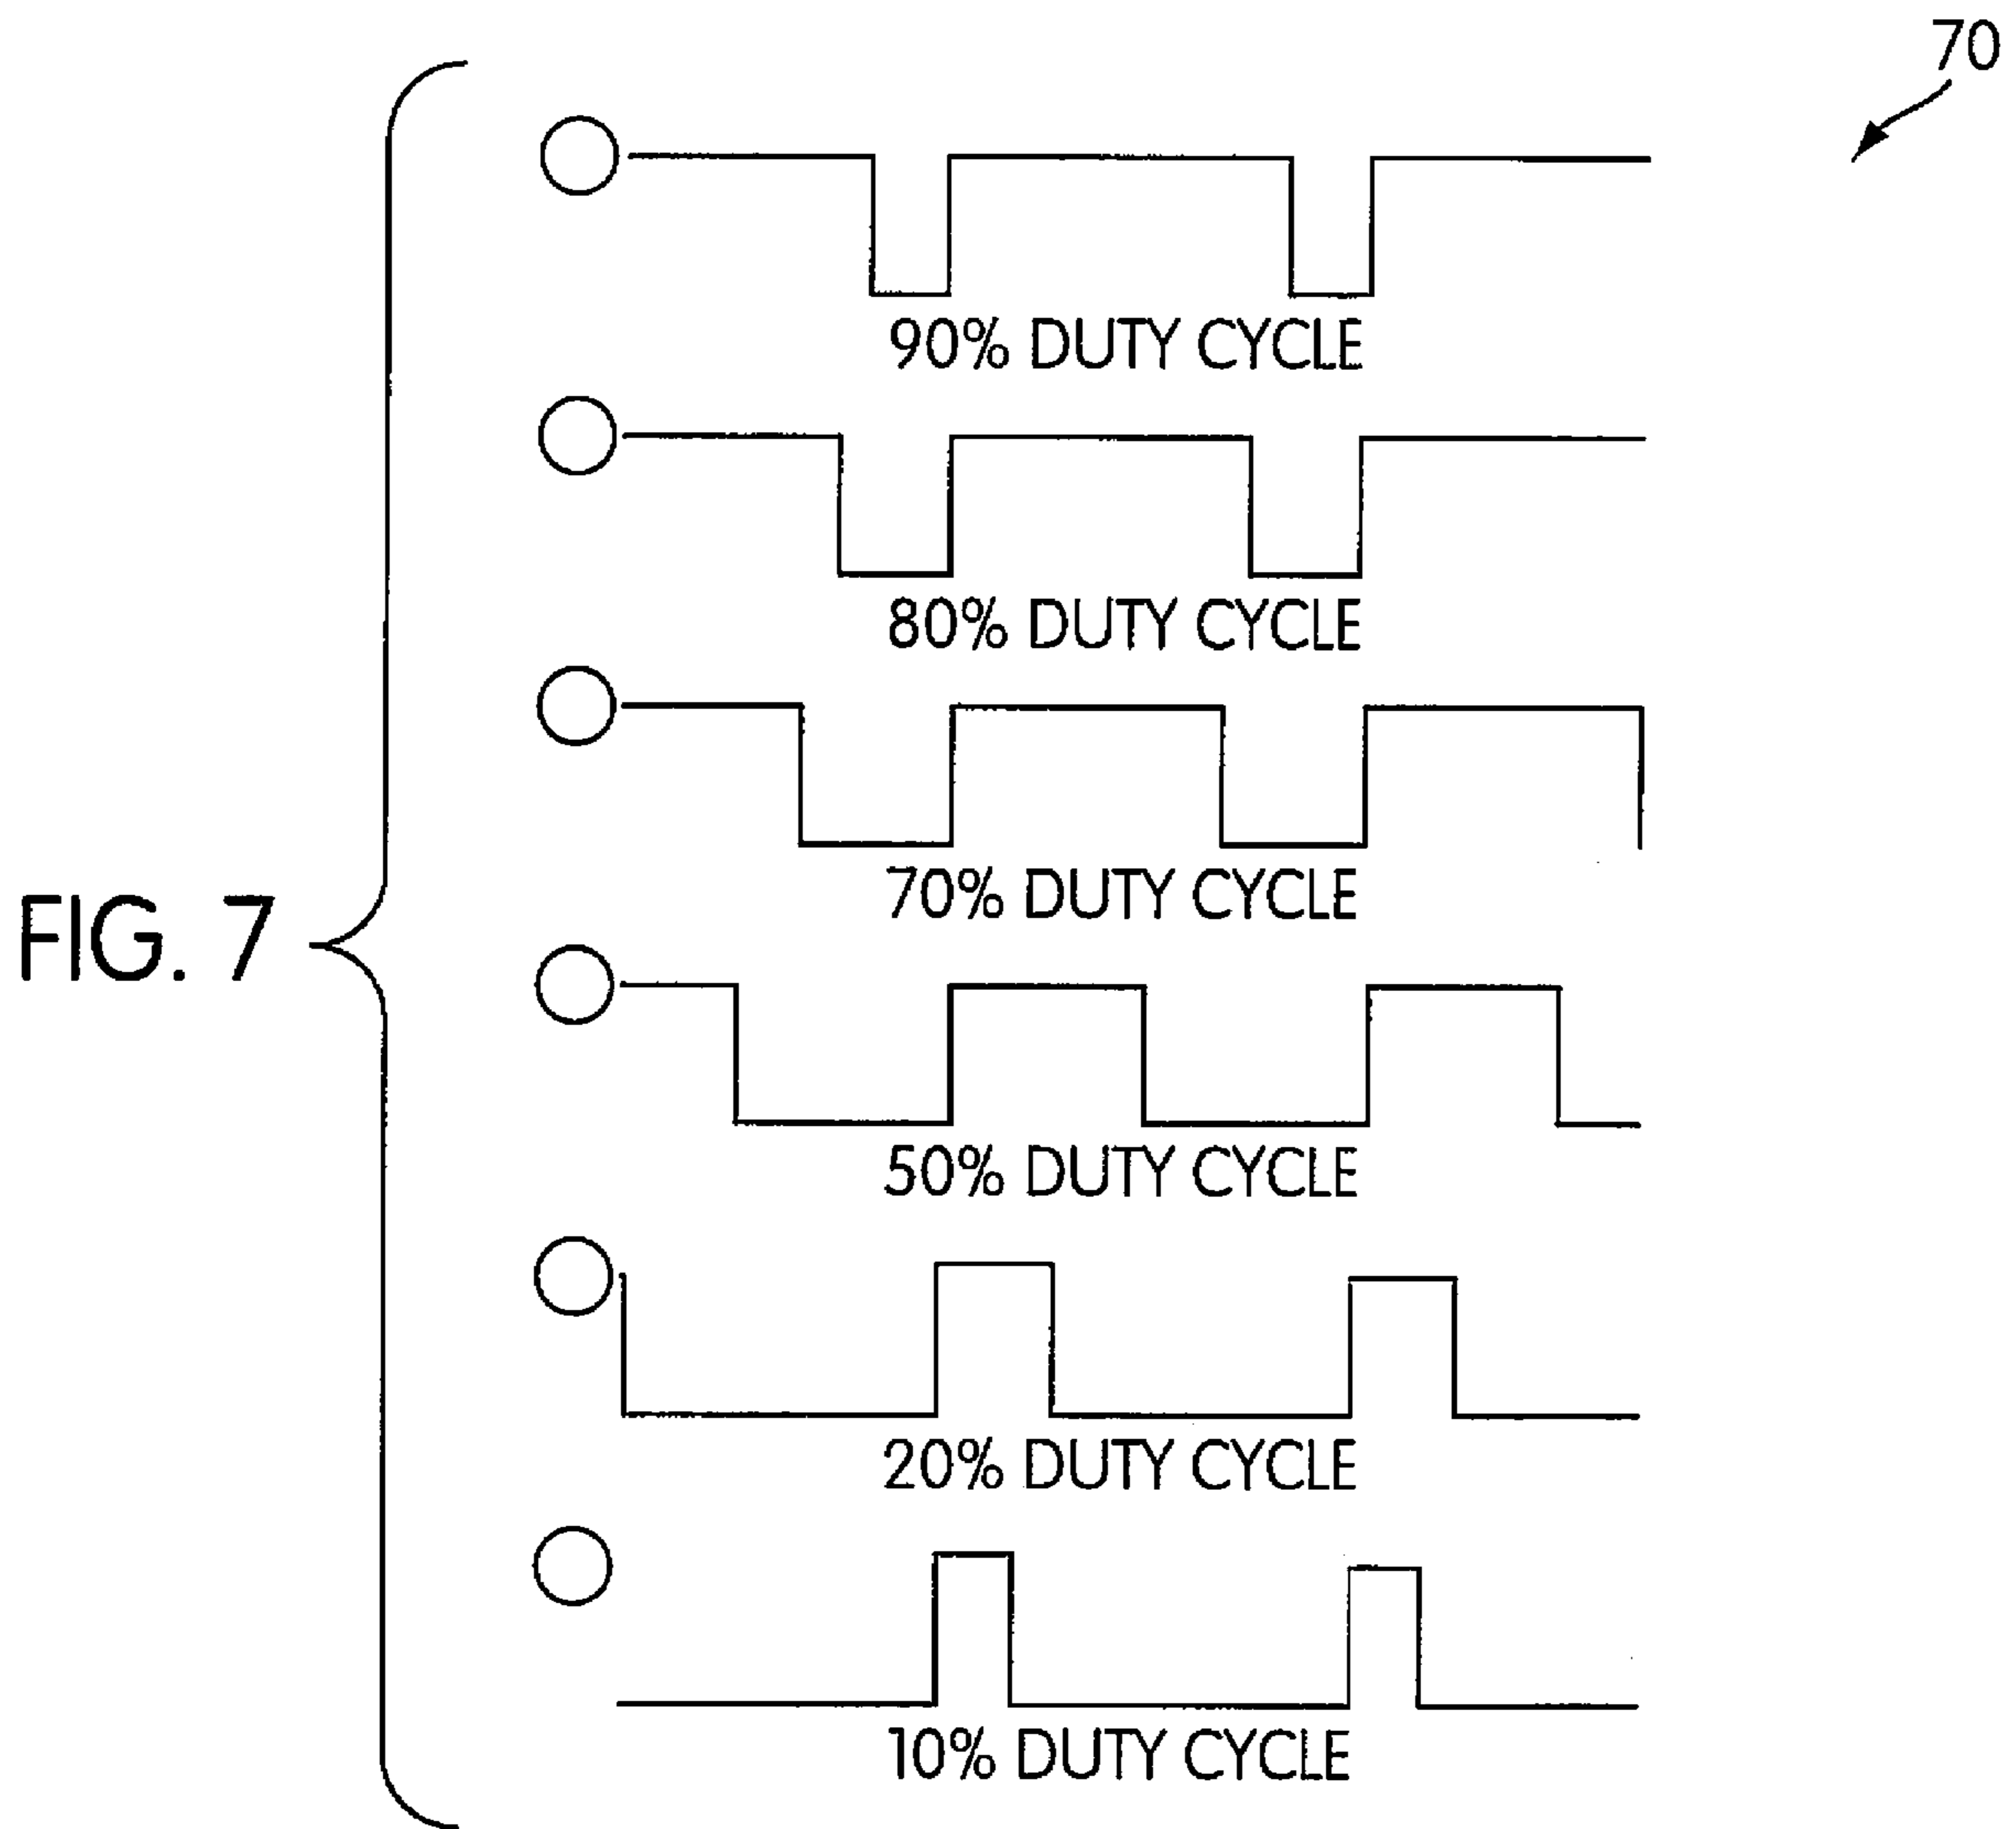 70
90% DUTY CYCLE
80% DUTY CYCLE
70% DUTY CYCLE
FIG. 7
50% DUTY CYCLE
20% DUTY CYCLE
10% DUTY CYCLE